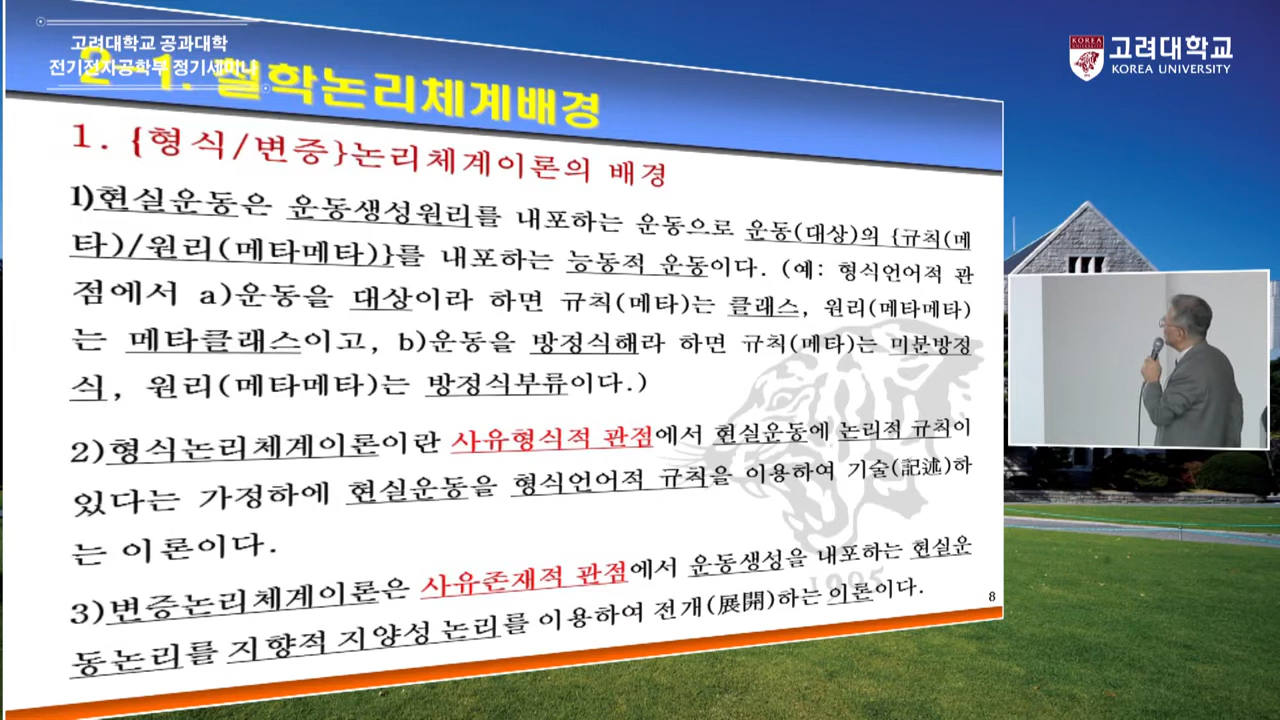 고려대학교 공과대학
전기전자공학부 정기세미나
KOREA
고려대학교
KOREA UNIVERSITY
2-1. 철학논리체계배경
1. {형식/변증}논리체계이론의 배경
1)현실운동은 운동생성원리를 내포하는 운동으로 운동(대상)의 {규칙(메
타)/원리(메타메타)}를 내포하는 능동적 운동이다. (예: 형식언어적 관
점에서 a)운동을 대상이라 하면 규칙(메타)는 클래스, 원리(메타메타)
는 메타클래스이고, b)운동을 방정식해라 하면 규칙(메타)는 미분방정
식, 원리(메타메타)는 방정식부류이다.)
2)형식논리체계이론이란 사유형식적 관점에서 현실운동에 논리적 규칙이
있다는 가정하에 현실운동을 형식언어적 규칙을 이용하여 기술(記述)하
는 이론이다.
3)변증논리체계이론은 사유존재적 관점에서 운동생성을 내포하는 현실운
동논리를 지향적 지양성 논리를 이용하여 전개(展開)하는 이론이다.
1905
8